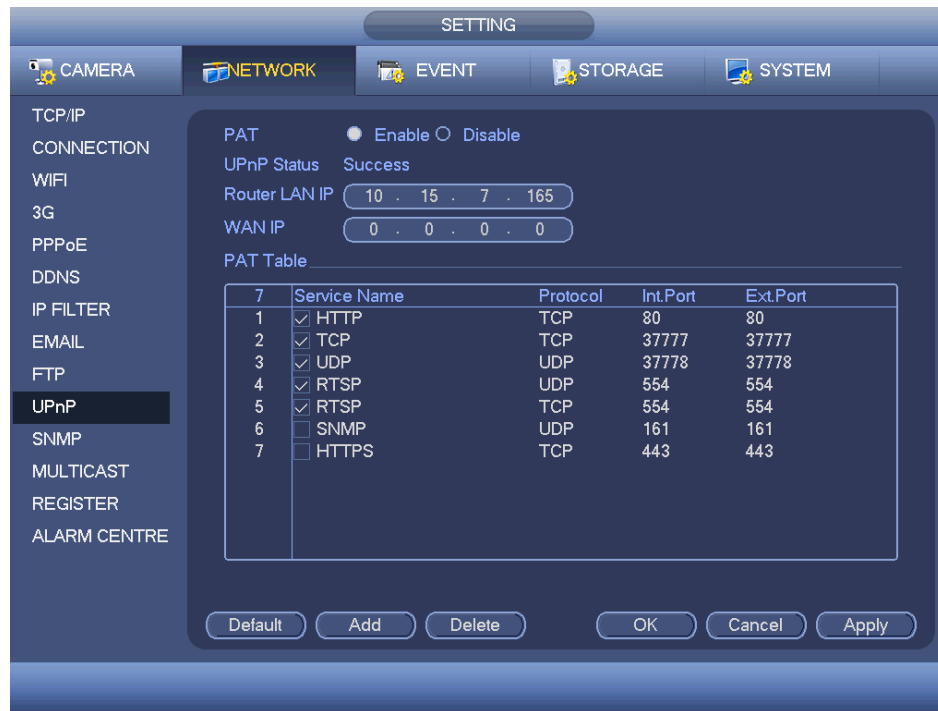 SETTING
CAMERA NETWORK EVENT STORAGE SYSTEM
TCP/IP
CONNECTION
WIFI
3G
PPPoE
DDNS
IP FILTER
EMAIL
FTP
UPnP
SNMP
MULTICAST
REGISTER
ALARM CENTRE
PAT Enable Disable
UPnP Status Success
Router LAN IP 10 . 15 . 7 . 165
WAN IP 0 . 0 . 0 . 0
PAT Table
7 Service Name Protocol Int.Port Ext.Port
1 HTTP TCP 80 80
2 TCP TCP 37777 37777
3 UDP UDP 37778 37778
4 RTSP UDP 554 554
5 RTSP TCP 554 554
6 SNMP UDP 161 161
7 HTTPS TCP 443 443
Default Add Delete OK Cancel Apply